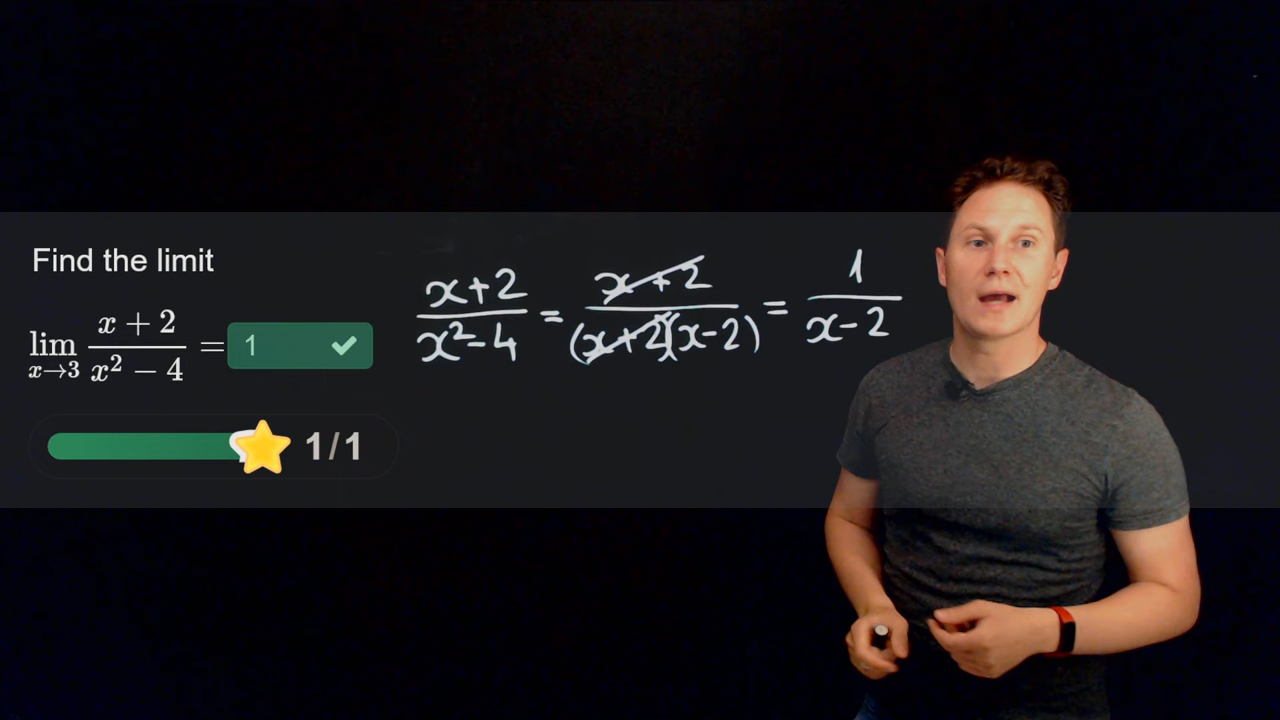 Find the limit
lim x→3 (x + 2)/(x² − 4) = 1
1/1
(x+2)/(x²-4) = (x+2)/((x+2)(x-2)) = 1/(x-2)